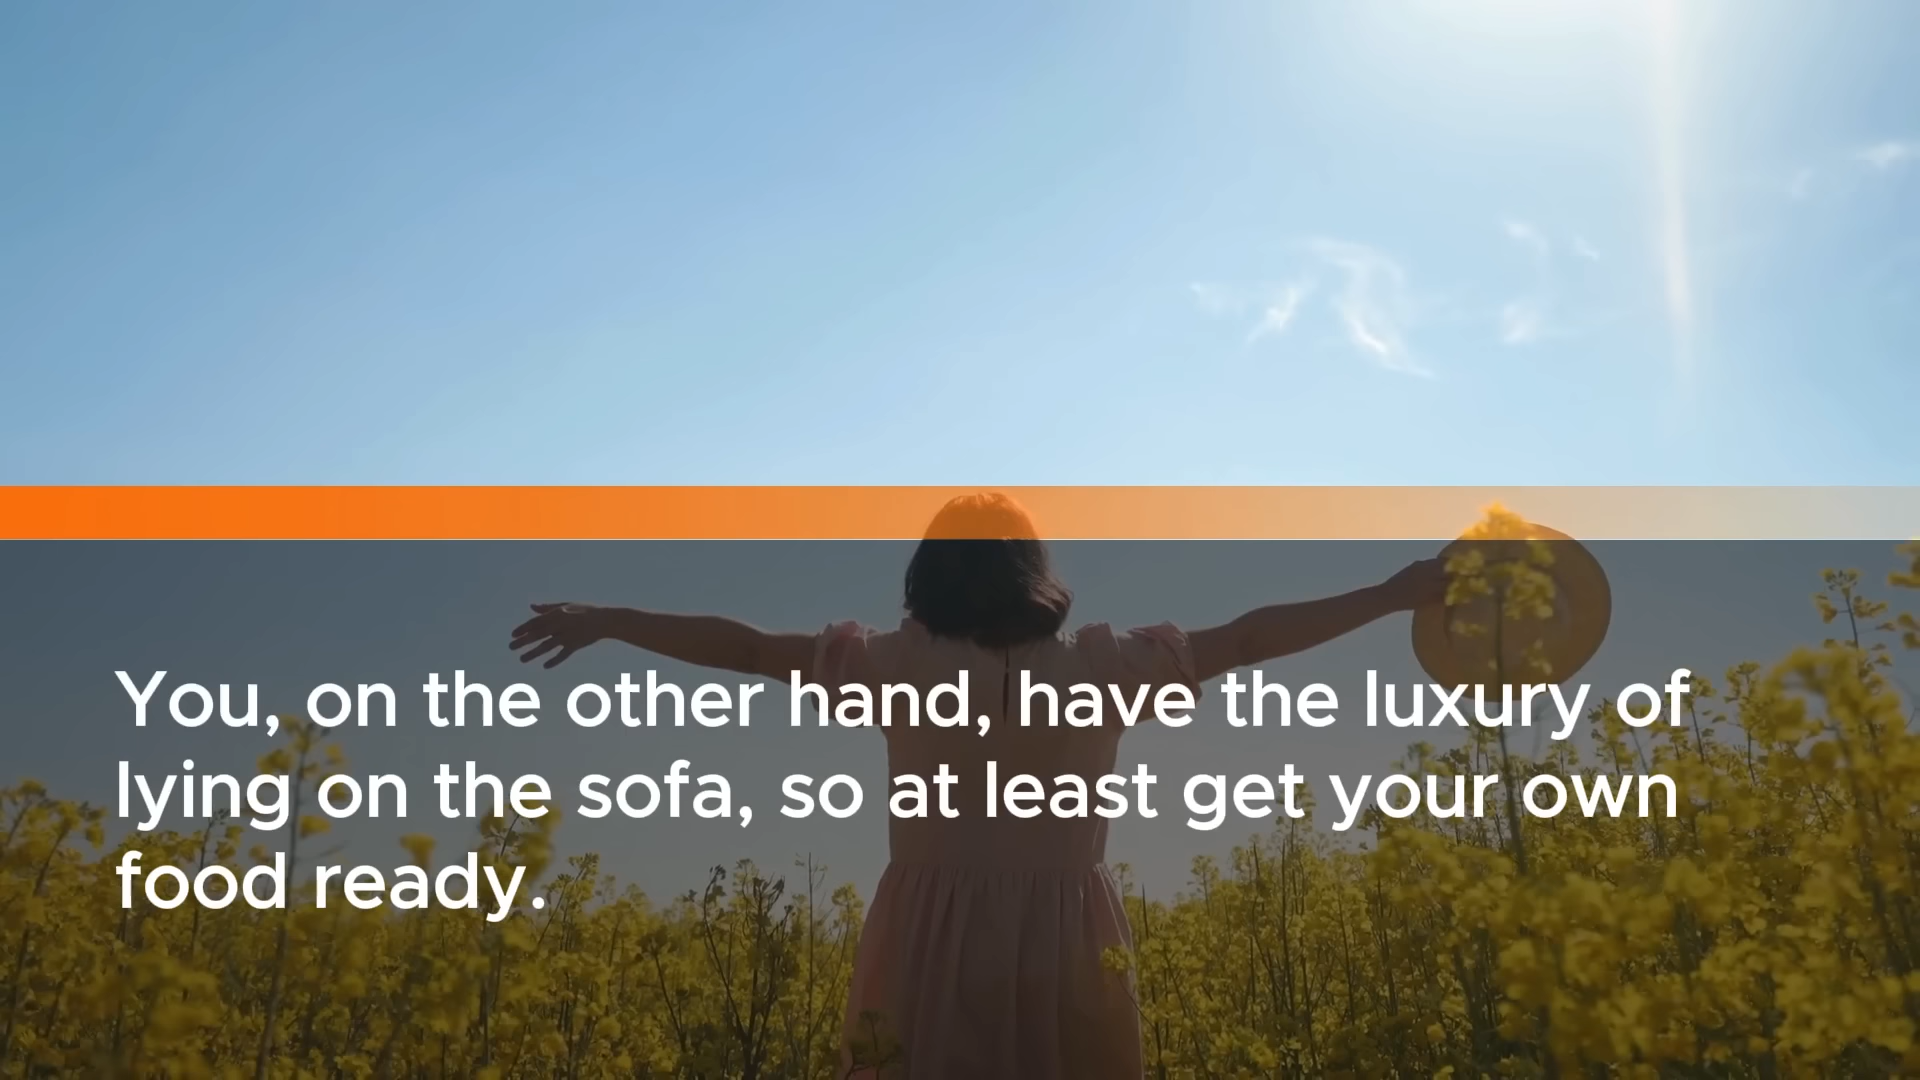 You, on the other hand, have the luxury of
lying on the sofa, so at least get your own
food ready.